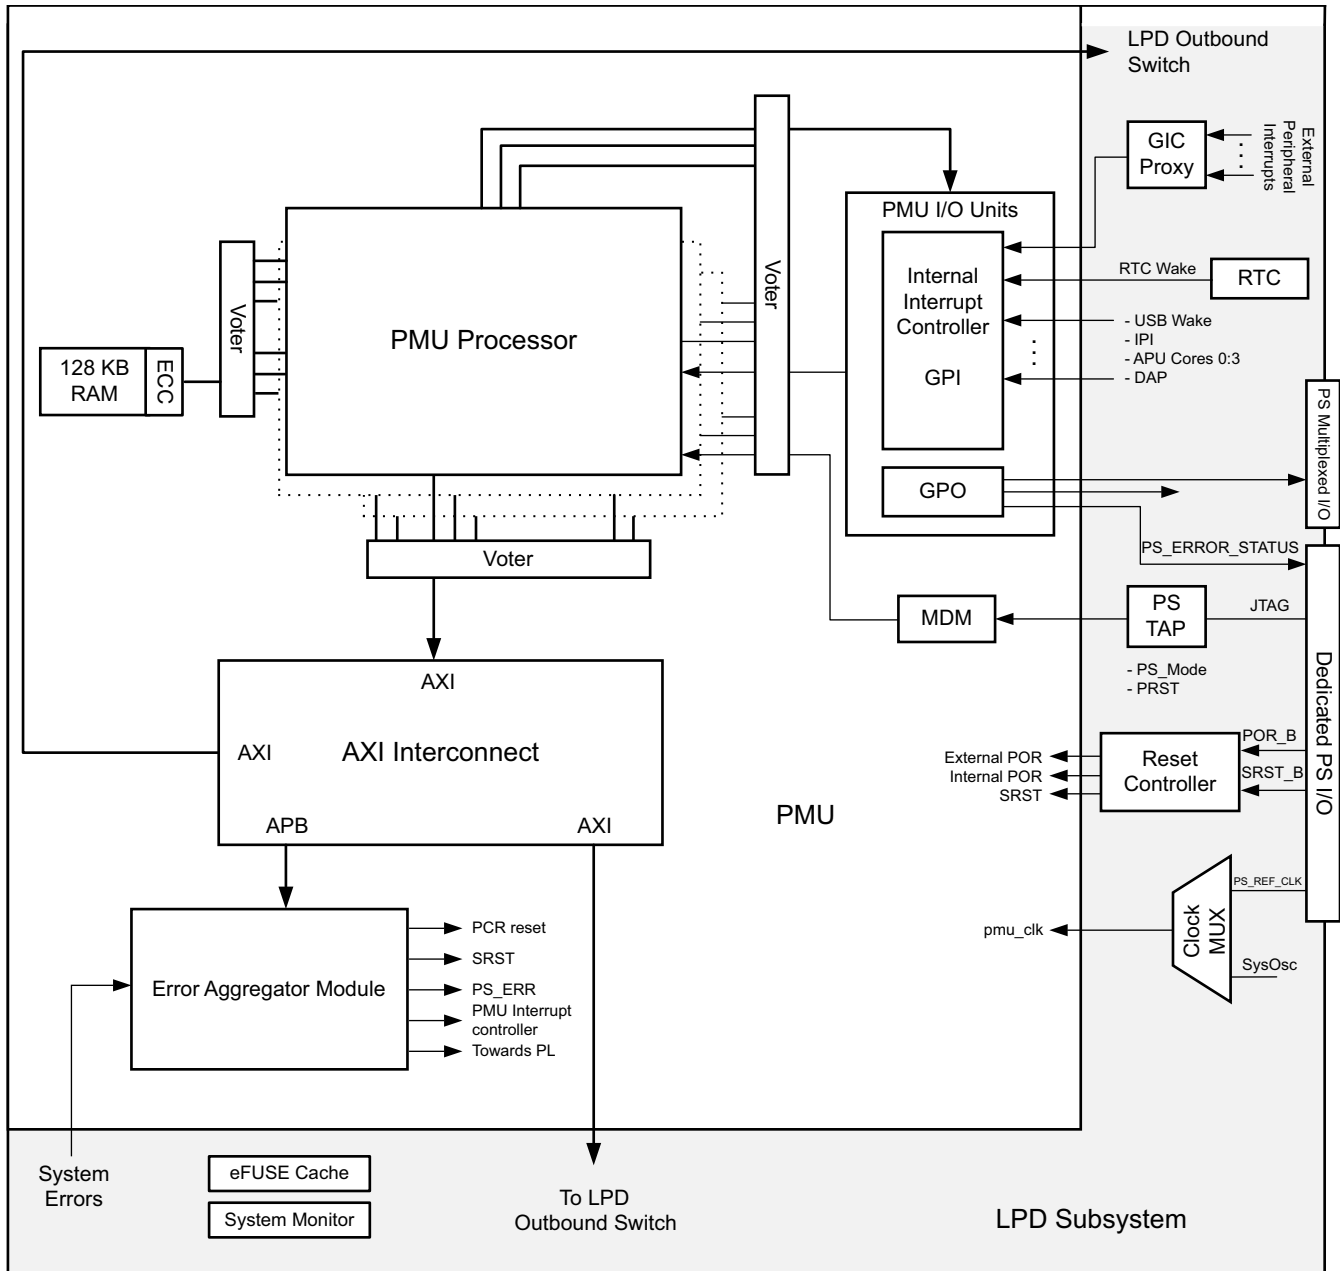 LPD Outbound
Switch
GIC
Proxy
External
Peripheral
Interrupts
PMU I/O Units
Internal
Interrupt
Controller
GPI
RTC Wake
RTC
- USB Wake
- IPI
- APU Cores 0:3
- DAP
Voter
Voter
PMU Processor
128 KB
RAM
ECC
PS Multiplexed I/O
GPO
PS_ERROR_STATUS
Voter
MDM
PS
TAP
JTAG
- PS_Mode
- PRST
Dedicated PS I/O
AXI
AXI
AXI Interconnect
APB
AXI
PMU
External POR
Internal POR
SRST
Reset
Controller
POR_B
SRST_B
PS_REF_CLK
Clock
MUX
SysOsc
pmu_clk
Error Aggregator Module
PCR reset
SRST
PS_ERR
PMU Interrupt
controller
Towards PL
System
Errors
eFUSE Cache
System Monitor
To LPD
Outbound Switch
LPD Subsystem